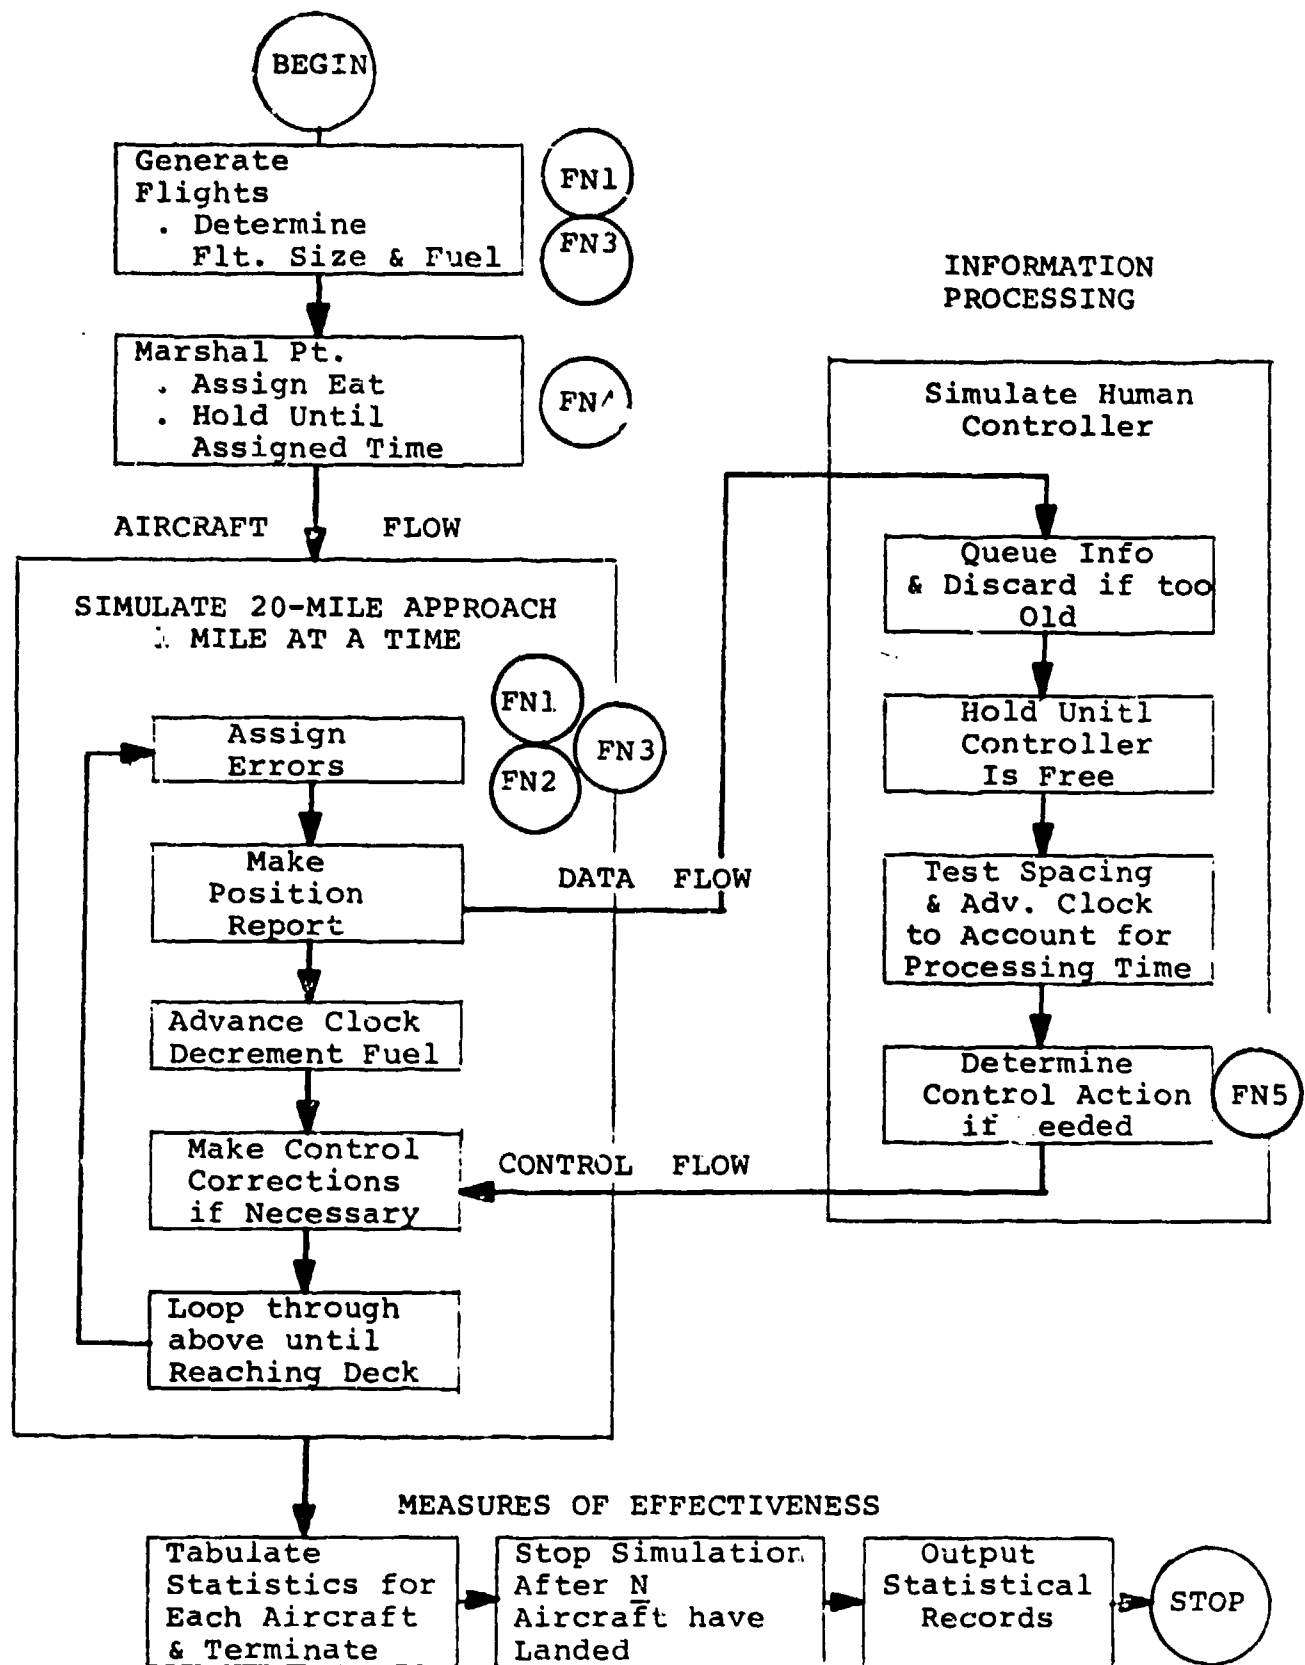 BEGIN
Generate
Flights
. Determine
Flt. Size & Fuel
FN1
FN3
Marshal Pt.
. Assign Eat
. Hold Until
Assigned Time
AIRCRAFT FLOW
SIMULATE 20-MILE APPROACH
MILE AT A TIME
FN1
FN2
FN3
Assign
Errors
Make
Position
Report
DATA FLOW
Advance Clock
Decrement Fuel
Make Control
Corrections
if Necessary
CONTROL FLOW
Loop through
above until
Reaching Deck
INFORMATION
PROCESSING
Simulate Human
Controller
Queue Info
& Discard if too
Old
Hold Unitl
Controller
Is Free
Test Spacing
& Adv. Clock
to Account for
Processing Time
Determine
Control Action
if
FN5
MEASURES OF EFFECTIVENESS
Tabulate
Statistics for
Each Aircraft
& Terminate
Stop Simulation
After N
Aircraft have
Landed
Output
Statistical
Records
STOP